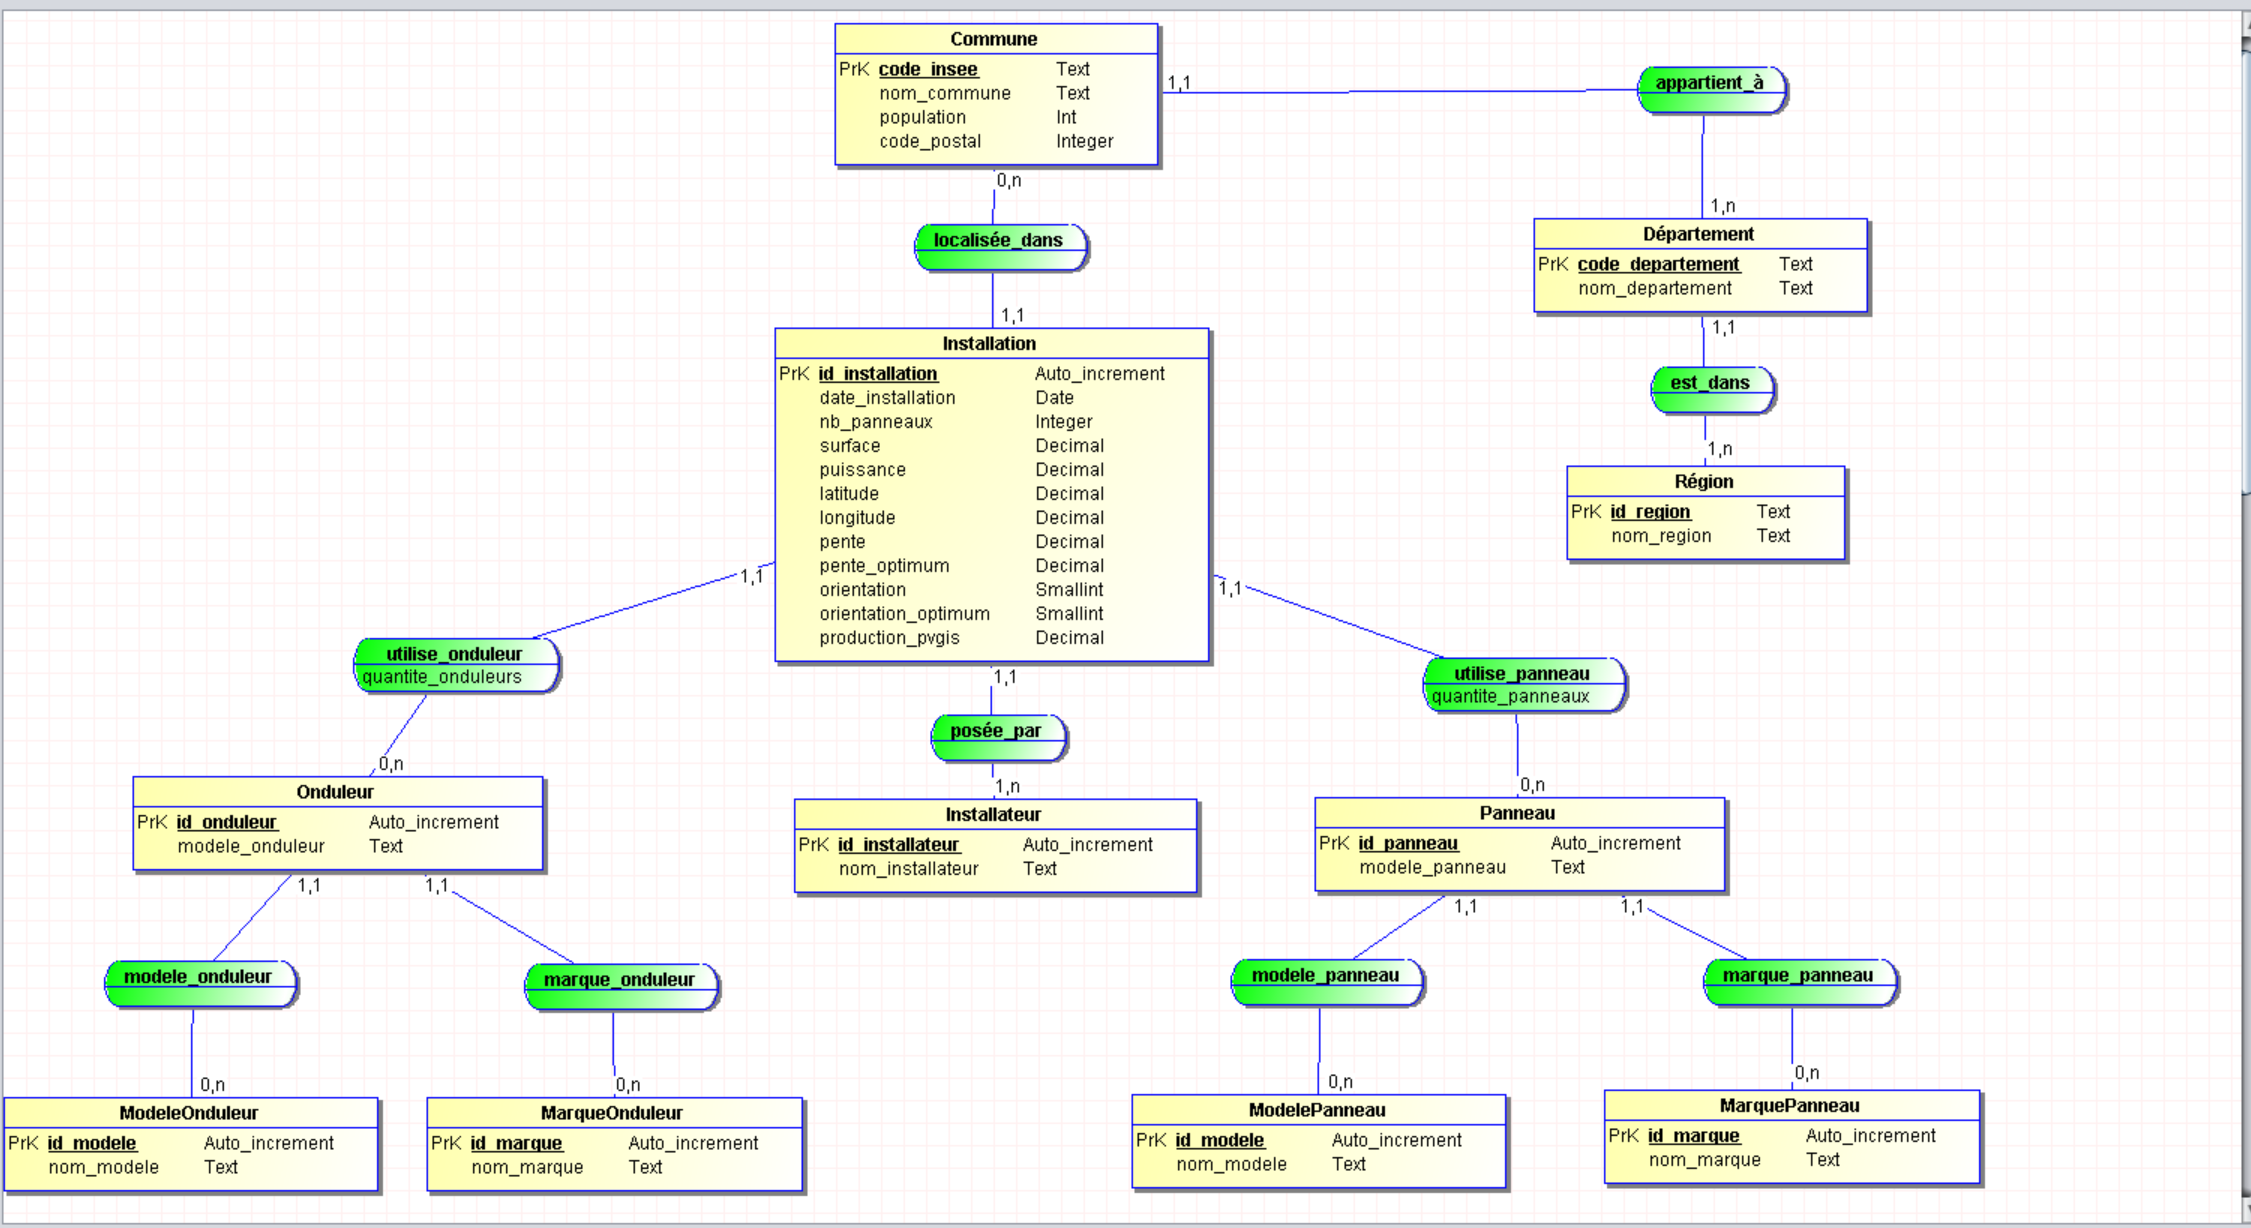 Commune
PrK code_insee Text
nom_commune Text
population Int
code_postal Integer
1,1
appartient_à
0,n
localisée_dans
1,n
Département
PrK code_departement Text
nom_departement Text
1,1
est_dans
1,n
Région
PrK id_region Text
nom_region Text
1,1
Installation
PrK id_installation Auto_increment
date_installation Date
nb_panneaux Integer
surface Decimal
puissance Decimal
latitude Decimal
longitude Decimal
pente Decimal
pente_optimum Decimal
orientation Smallint
orientation_optimum Smallint
production_pvgis Decimal
1,1
1,1
utilise_onduleur
quantite_onduleurs
1,1
posée_par
utilise_panneau
quantite_panneaux
0,n
1,n
0,n
Onduleur
PrK id_onduleur Auto_increment
modele_onduleur Text
Installateur
PrK id_installateur Auto_increment
nom_installateur Text
Panneau
PrK id_panneau Auto_increment
modele_panneau Text
1,1
1,1
1,1
1,1
modele_onduleur
marque_onduleur
modele_panneau
marque_panneau
0,n
0,n
0,n
0,n
ModeleOnduleur
PrK id_modele Auto_increment
nom_modele Text
MarqueOnduleur
PrK id_marque Auto_increment
nom_marque Text
ModelePanneau
PrK id_modele Auto_increment
nom_modele Text
MarquePanneau
PrK id_marque Auto_increment
nom_marque Text